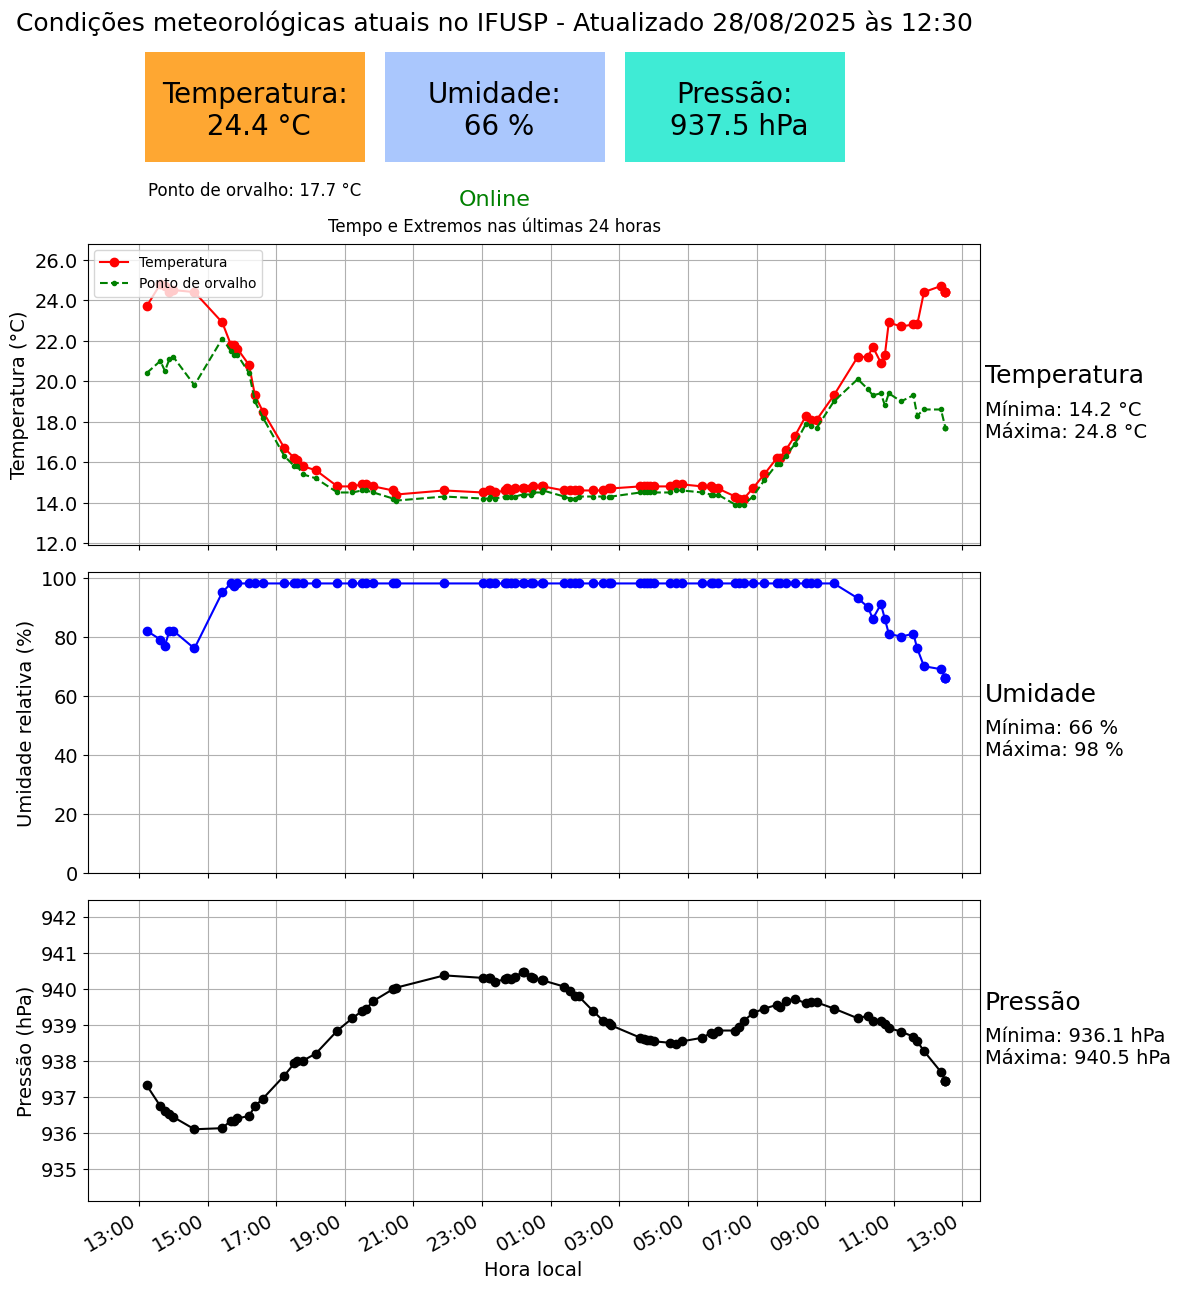 Condições meteorológicas atuais no IFUSP - Atualizado 28/08/2025 às 12:30
Temperatura:
24.4 °C
Umidade:
66 %
Pressão:
937.5 hPa
Ponto de orvalho: 17.7 °C
Online
Tempo e Extremos nas últimas 24 horas
Temperatura
Ponto de orvalho
Temperatura (°C)
26.0
24.0
22.0
20.0
18.0
16.0
14.0
12.0
Temperatura
Mínima: 14.2 °C
Máxima: 24.8 °C
Umidade relativa (%)
100
80
60
40
20
0
Umidade
Mínima: 66 %
Máxima: 98 %
Pressão (hPa)
942
941
940
939
938
937
936
935
Pressão
Mínima: 936.1 hPa
Máxima: 940.5 hPa
13:00 15:00 17:00 19:00 21:00 23:00 01:00 03:00 05:00 07:00 09:00 11:00 13:00
Hora local